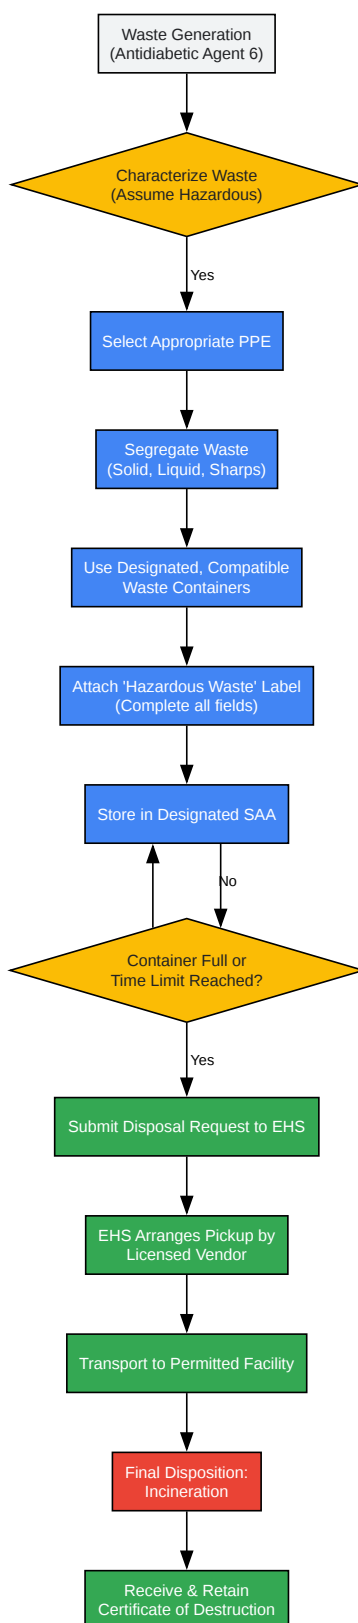 Waste Generation
(Antidiabetic Agent 6)
Characterize Waste
(Assume Hazardous)
Yes
Select Appropriate PPE
Segregate Waste
(Solid, Liquid, Sharps)
Use Designated, Compatible
Waste Containers
Attach 'Hazardous Waste' Label
(Complete all fields)
Store in Designated SAA
No
Container Full or
Time Limit Reached?
Yes
Submit Disposal Request to EHS
EHS Arranges Pickup by
Licensed Vendor
Transport to Permitted Facility
Final Disposition:
Incineration
Receive & Retain
Certificate of Destruction